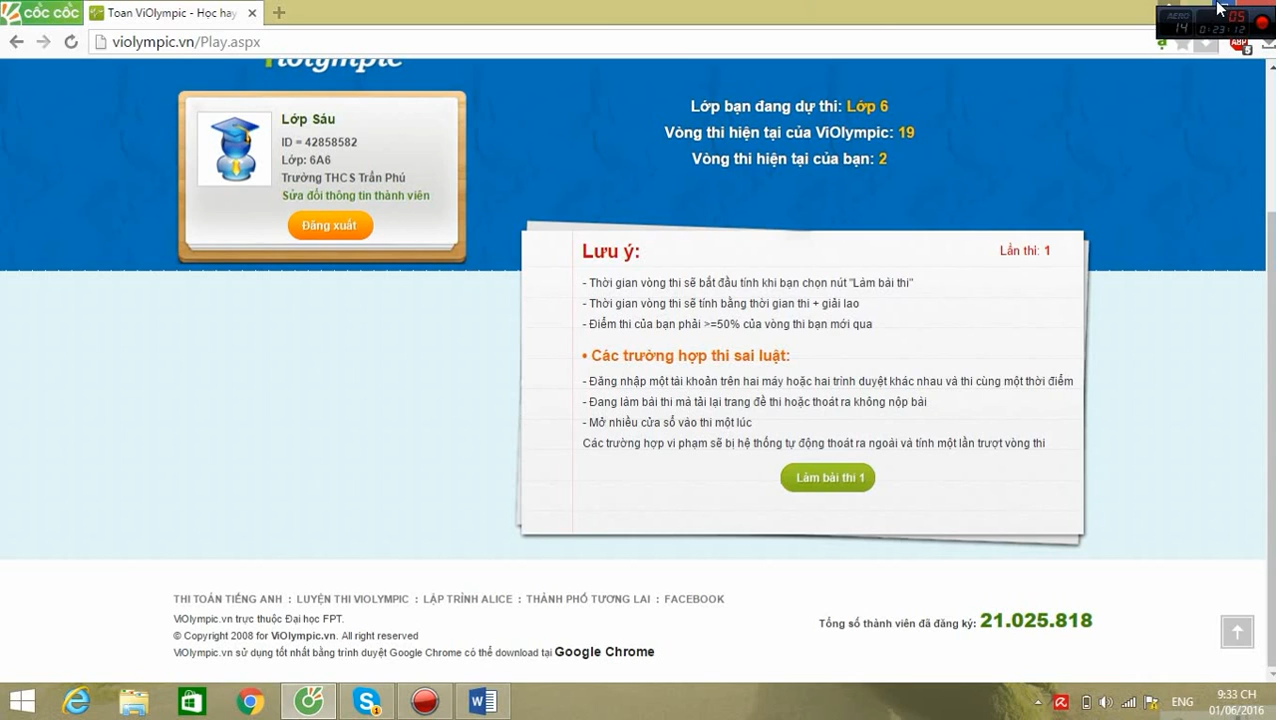 CỐC CỐC
Toan ViOlympic - Học hay
violympic.vn/Play.aspx
AERO
14
05
0:23:12
ABP
5
violympic
Lớp Sáu
ID = 42858582
Lớp: 6A6
Trường THCS Trần Phú
Sửa đổi thông tin thành viên
Đăng xuất
Lớp bạn đang dự thi: Lớp 6
Vòng thi hiện tại của ViOlympic: 19
Vòng thi hiện tại của bạn: 2
Lưu ý:
Lần thi: 1
- Thời gian vòng thi sẽ bắt đầu tính khi bạn chọn nút "Làm bài thi"
- Thời gian vòng thi sẽ tính bằng thời gian thi + giải lao
- Điểm thi của bạn phải >=50% của vòng thi bạn mới qua
• Các trường hợp thi sai luật:
- Đăng nhập một tài khoản trên hai máy hoặc hai trình duyệt khác nhau và thi cùng một thời điểm
- Đang làm bài thi mà tải lại trang đề thi hoặc thoát ra không nộp bài
- Mở nhiều cửa sổ vào thi một lúc
Các trường hợp vi phạm sẽ bị hệ thống tự động thoát ra ngoài và tính một lần trượt vòng thi
Làm bài thi 1
THI TOÁN TIẾNG ANH : LUYỆN THI VIOLYMPIC : LẬP TRÌNH ALICE : THÀNH PHỐ TƯƠNG LAI : FACEBOOK
ViOlympic.vn trực thuộc Đại học FPT.
© Copyright 2008 for ViOlympic.vn. All right reserved
ViOlympic.vn sử dụng tốt nhất bằng trình duyệt Google Chrome có thể download tại Google Chrome
Tổng số thành viên đã đăng ký: 21.025.818
ENG
9:33 CH
01/06/2016